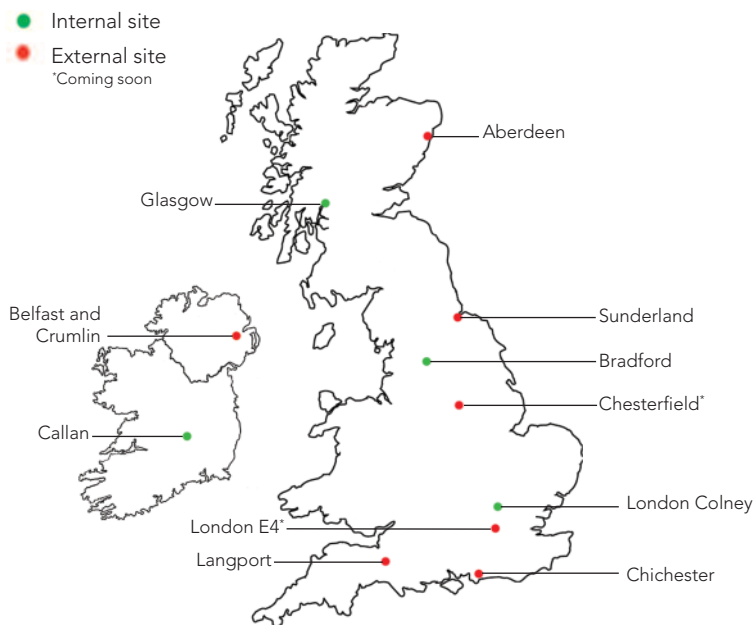 Internal site
External site
*Coming soon
Aberdeen
Glasgow
Belfast and
Crumlin
Sunderland
Bradford
Chesterfield*
Callan
London Colney
London E4*
Langport
Chichester